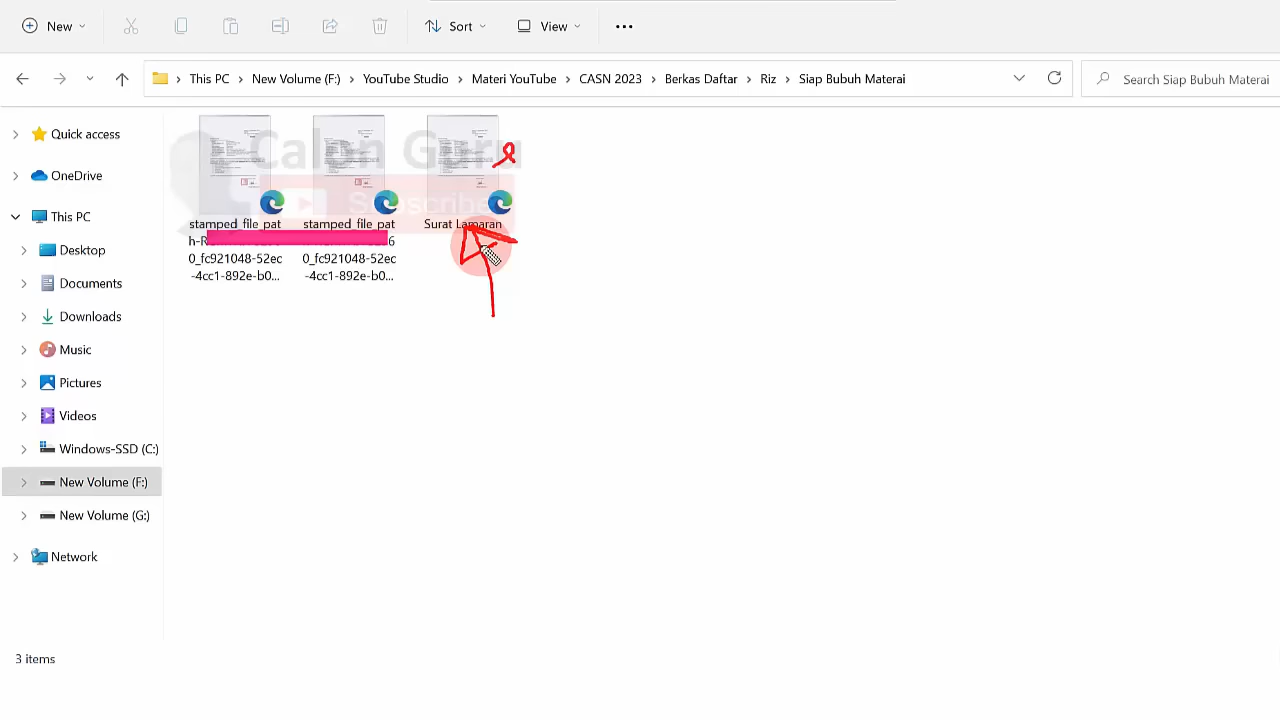 New
Sort
View
This PC
New Volume (F:)
YouTube Studio
Materi YouTube
CASN 2023
Berkas Daftar
Riz
Siap Bubuh Materai
Search Siap Bubuh Materai
Quick access
OneDrive
This PC
Desktop
Documents
Downloads
Music
Pictures
Videos
Windows-SSD (C:)
New Volume (F:)
New Volume (G:)
Network
Calon Guru
Subscribe
stamped_file_pat
0_fc921048-52ec
-4cc1-892e-b0...
stamped_file_pat
0_fc921048-52ec
-4cc1-892e-b0...
Surat Lamaran
3 items